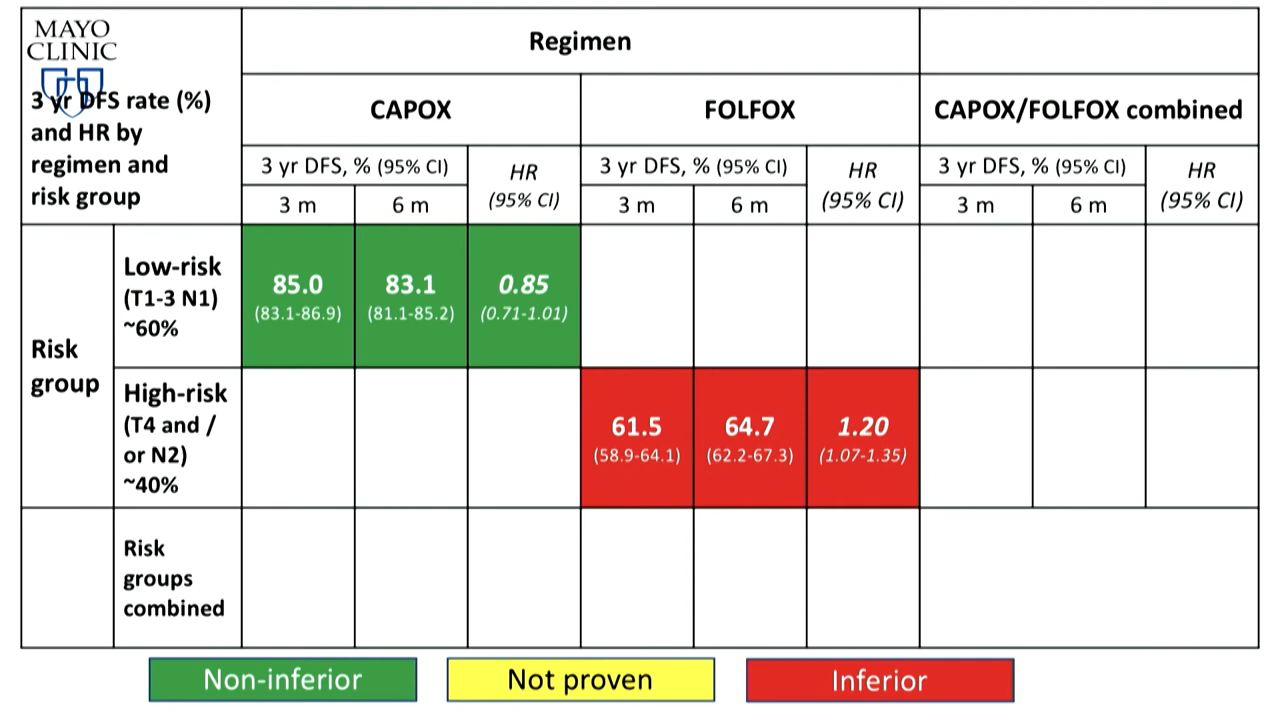 MAYO
CLINIC
3 yr DFS rate (%)
and HR by
regimen and
risk group
Regimen
CAPOX
FOLFOX
CAPOX/FOLFOX combined
3 yr DFS, % (95% CI)
HR
(95% CI)
3 yr DFS, % (95% CI)
HR
(95% CI)
3 yr DFS, % (95% CI)
HR
(95% CI)
3 m
6 m
3 m
6 m
3 m
6 m
Risk
group
Low-risk
(T1-3 N1)
~60%
85.0
(83.1-86.9)
83.1
(81.1-85.2)
0.85
(0.71-1.01)
High-risk
(T4 and /
or N2)
~40%
61.5
(58.9-64.1)
64.7
(62.2-67.3)
1.20
(1.07-1.35)
Risk
groups
combined
Non-inferior
Not proven
Inferior